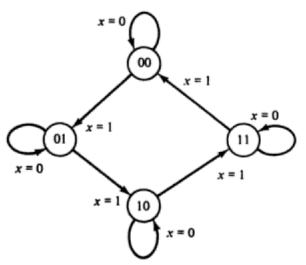 x = 0
00
x = 1
x = 0
01
x = 1
11
x = 0
x = 1
10
x = 1
x = 0